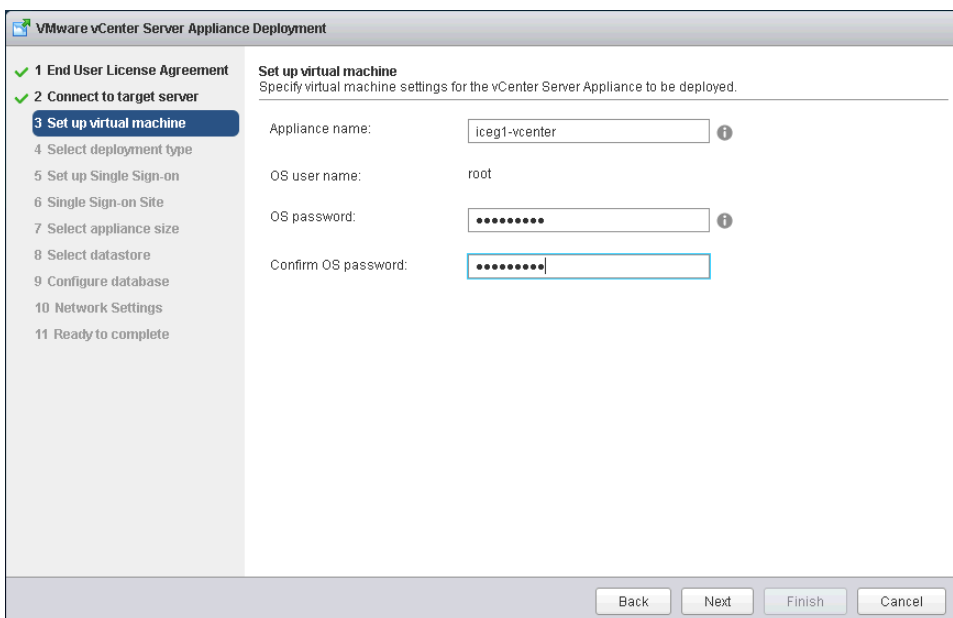 VMware vCenter Server Appliance Deployment
1 End User License Agreement
2 Connect to target server
3 Set up virtual machine
4 Select deployment type
5 Set up Single Sign-on
6 Single Sign-on Site
7 Select appliance size
8 Select datastore
9 Configure database
10 Network Settings
11 Ready to complete
Set up virtual machine
Specify virtual machine settings for the vCenter Server Appliance to be deployed.
Appliance name: iceg1-vcenter
OS user name: root
OS password: •••••••••
Confirm OS password: •••••••••
Back Next Finish Cancel